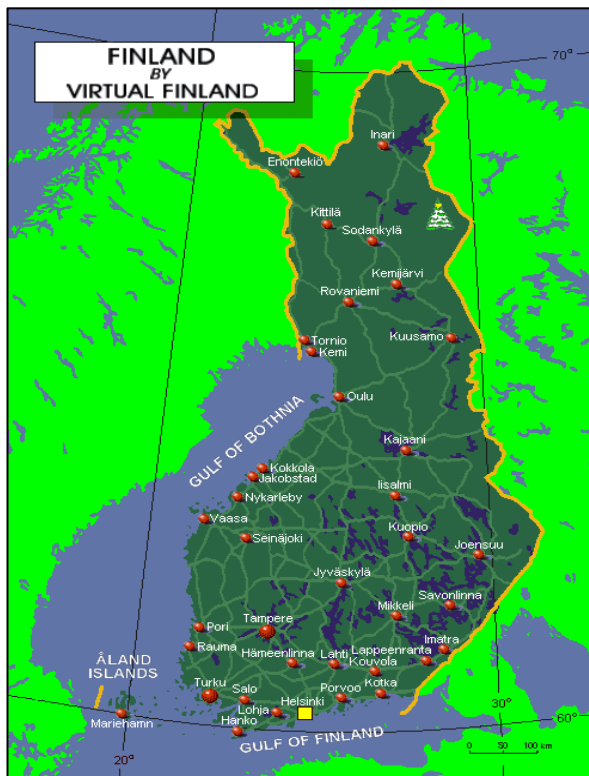 FINLAND
BY
VIRTUAL FINLAND
70°
Inari
Enontekiö
Kittilä
Sodankylä
Kemijärvi
Rovaniemi
Tornio
Kemi
Kuusamo
Oulu
GULF OF BOTHNIA
Kajaani
Kokkola
Jakobstad
Iisalmi
Nykarleby
Vaasa
Seinäjoki
Kuopio
Joensuu
Jyväskylä
Savonlinna
Mikkeli
Tampere
Pori
Rauma
Imatra
Lappeenranta
Hämeenlinna
Lahti
Kouvola
ÅLAND
ISLANDS
Turku
Salo
Porvoo
Kotka
Helsinki
Lohja
Hanko
Mariehamn
30°
60°
GULF OF FINLAND
20°
0 50 100 km